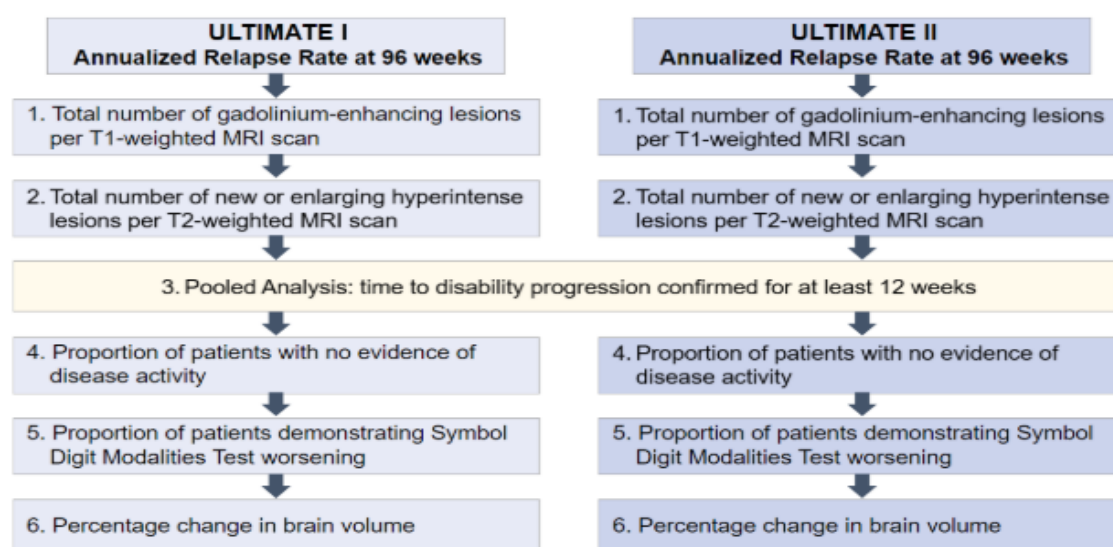 ULTIMATE I
Annualized Relapse Rate at 96 weeks
1. Total number of gadolinium-enhancing lesions
per T1-weighted MRI scan
2. Total number of new or enlarging hyperintense
lesions per T2-weighted MRI scan
ULTIMATE II
Annualized Relapse Rate at 96 weeks
1. Total number of gadolinium-enhancing lesions
per T1-weighted MRI scan
2. Total number of new or enlarging hyperintense
lesions per T2-weighted MRI scan
3. Pooled Analysis: time to disability progression confirmed for at least 12 weeks
4. Proportion of patients with no evidence of
disease activity
5. Proportion of patients demonstrating Symbol
Digit Modalities Test worsening
6. Percentage change in brain volume
4. Proportion of patients with no evidence of
disease activity
5. Proportion of patients demonstrating Symbol
Digit Modalities Test worsening
6. Percentage change in brain volume